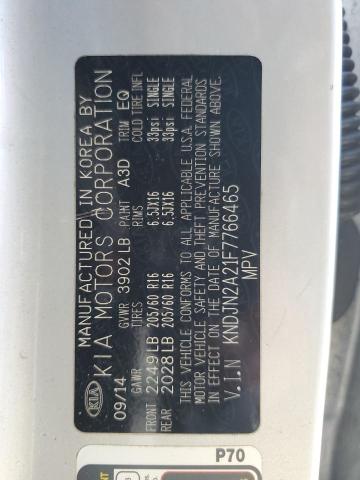 MANUFACTURED IN KOREA BY
KIA MOTORS CORPORATION
KIA
09/14 GVWR 3902 LB PAINT A3D TRIM EQ
GAWR TIRES RIMS COLD TIRE INFL
FRONT 2249 LB 205/60 R16 6.5JX16 33psi SINGLE
REAR 2028 LB 205/60 R16 6.5JX16 33psi SINGLE
THIS VEHICLE CONFORMS TO ALL APPLICABLE U.S.A. FEDERAL
MOTOR VEHICLE SAFETY AND THEFT PREVENTION STANDARDS
IN EFFECT ON THE DATE OF MANUFACTURE SHOWN ABOVE.
V.I.N KNDJN2A21F7766465
MPV
P70